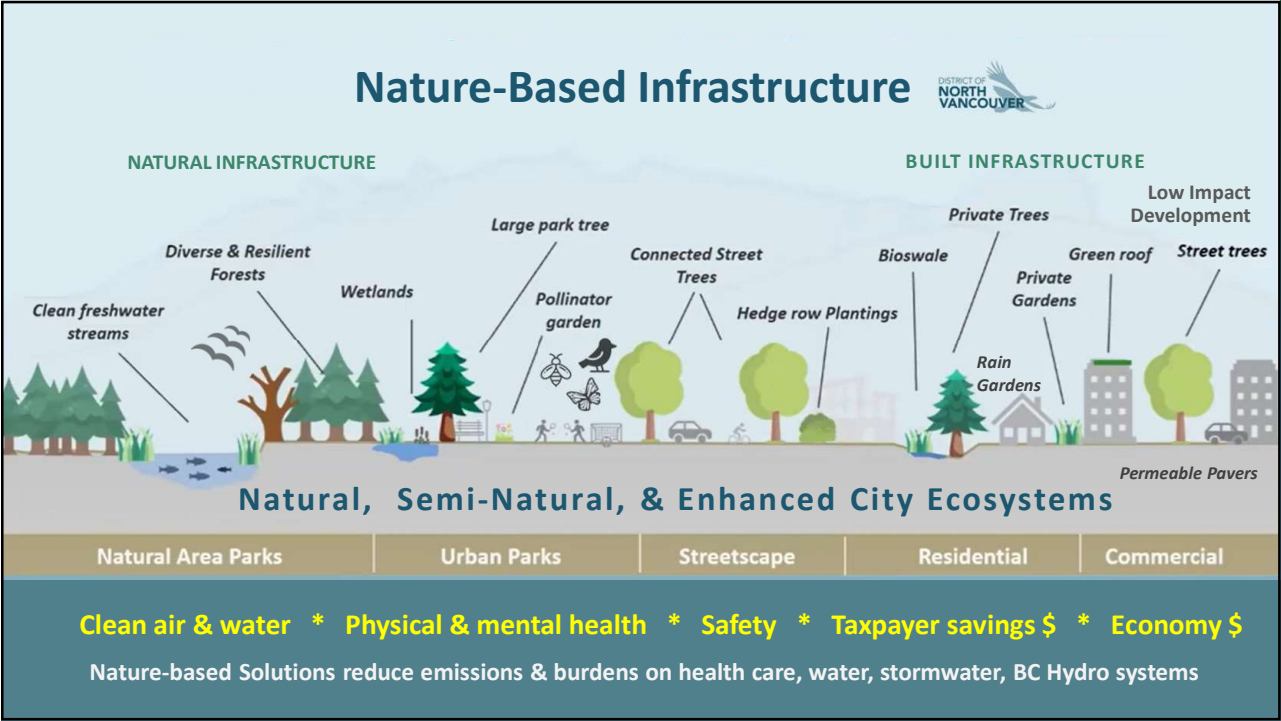 Nature-Based Infrastructure
DISTRICT OF
NORTH
VANCOUVER
NATURAL INFRASTRUCTURE
BUILT INFRASTRUCTURE
Low Impact
Development
Large park tree
Private Trees
Diverse & Resilient
Forests
Connected Street
Trees
Bioswale
Green roof
Street trees
Wetlands
Private
Gardens
Clean freshwater
streams
Pollinator
garden
Hedge row Plantings
Rain
Gardens
Permeable Pavers
Natural, Semi-Natural, & Enhanced City Ecosystems
Natural Area Parks
Urban Parks
Streetscape
Residential
Commercial
Clean air & water * Physical & mental health * Safety * Taxpayer savings $ * Economy $
Nature-based Solutions reduce emissions & burdens on health care, water, stormwater, BC Hydro systems